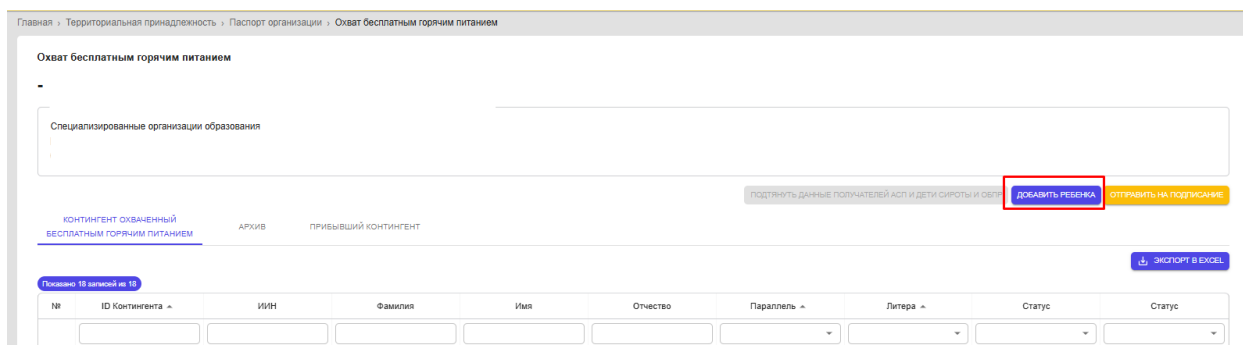 Главная › Территориальная принадлежность › Паспорт организации › Охват бесплатным горячим питанием
Охват бесплатным горячим питанием
-
Специализированные организации образования
ПОДТЯНУТЬ ДАННЫЕ ПОЛУЧАТЕЛЕЙ АСП И ДЕТИ СИРОТЫ И ОБПР ДОБАВИТЬ РЕБЕНКА ОТПРАВИТЬ НА ПОДПИСАНИЕ
КОНТИНГЕНТ ОХВАЧЕННЫЙ
БЕСПЛАТНЫМ ГОРЯЧИМ ПИТАНИЕМ
АРХИВ ПРИБЫВШИЙ КОНТИНГЕНТ
ЭКСПОРТ В EXCEL
Показано 18 записей из 18
№ ID Контингента ИИН Фамилия Имя Отчество Параллель Литера Статус Статус